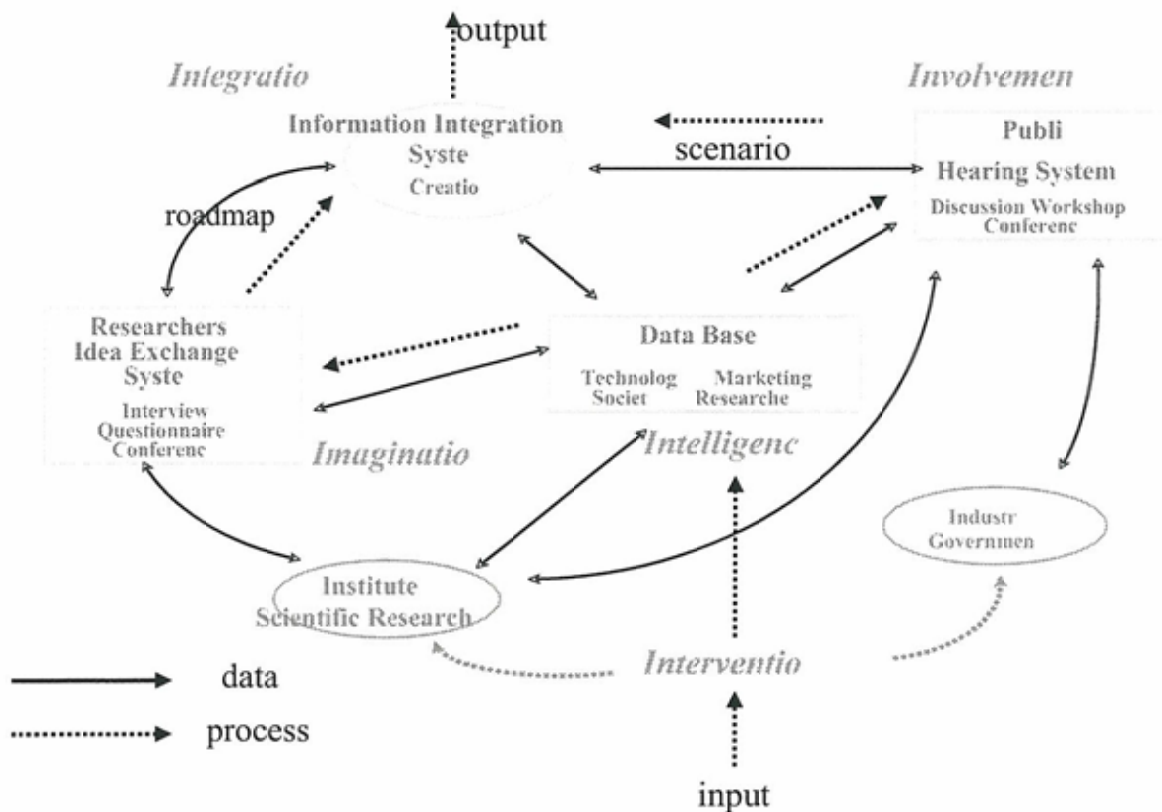 output
Integratio
Involvemen
Information Integration
Syste
Creatio
Publi
Hearing System
Discussion Workshop
Conferenc
scenario
roadmap
Researchers
Idea Exchange
Syste
Interview
Questionnaire
Conferenc
Data Base
Technolog Marketing
Societ Researche
Imaginatio
Intelligenc
Industr
Governmen
Institute
Scientific Research
Interventio
data
process
input